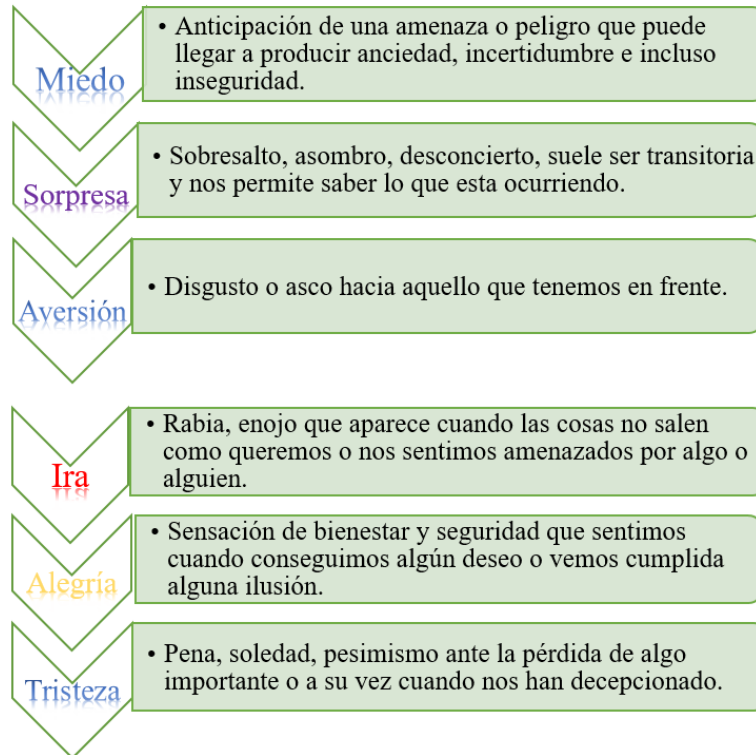 Miedo
• Anticipación de una amenaza o peligro que puede
llegar a producir anciedad, incertidumbre e incluso
inseguridad.
Sorpresa
• Sobresalto, asombro, desconcierto, suele ser transitoria
y nos permite saber lo que esta ocurriendo.
Aversión
• Disgusto o asco hacia aquello que tenemos en frente.
Ira
• Rabia, enojo que aparece cuando las cosas no salen
como queremos o nos sentimos amenazados por algo o
alguien.
Alegría
• Sensación de bienestar y seguridad que sentimos
cuando conseguimos algún deseo o vemos cumplida
alguna ilusión.
Tristeza
• Pena, soledad, pesimismo ante la pérdida de algo
importante o a su vez cuando nos han decepcionado.